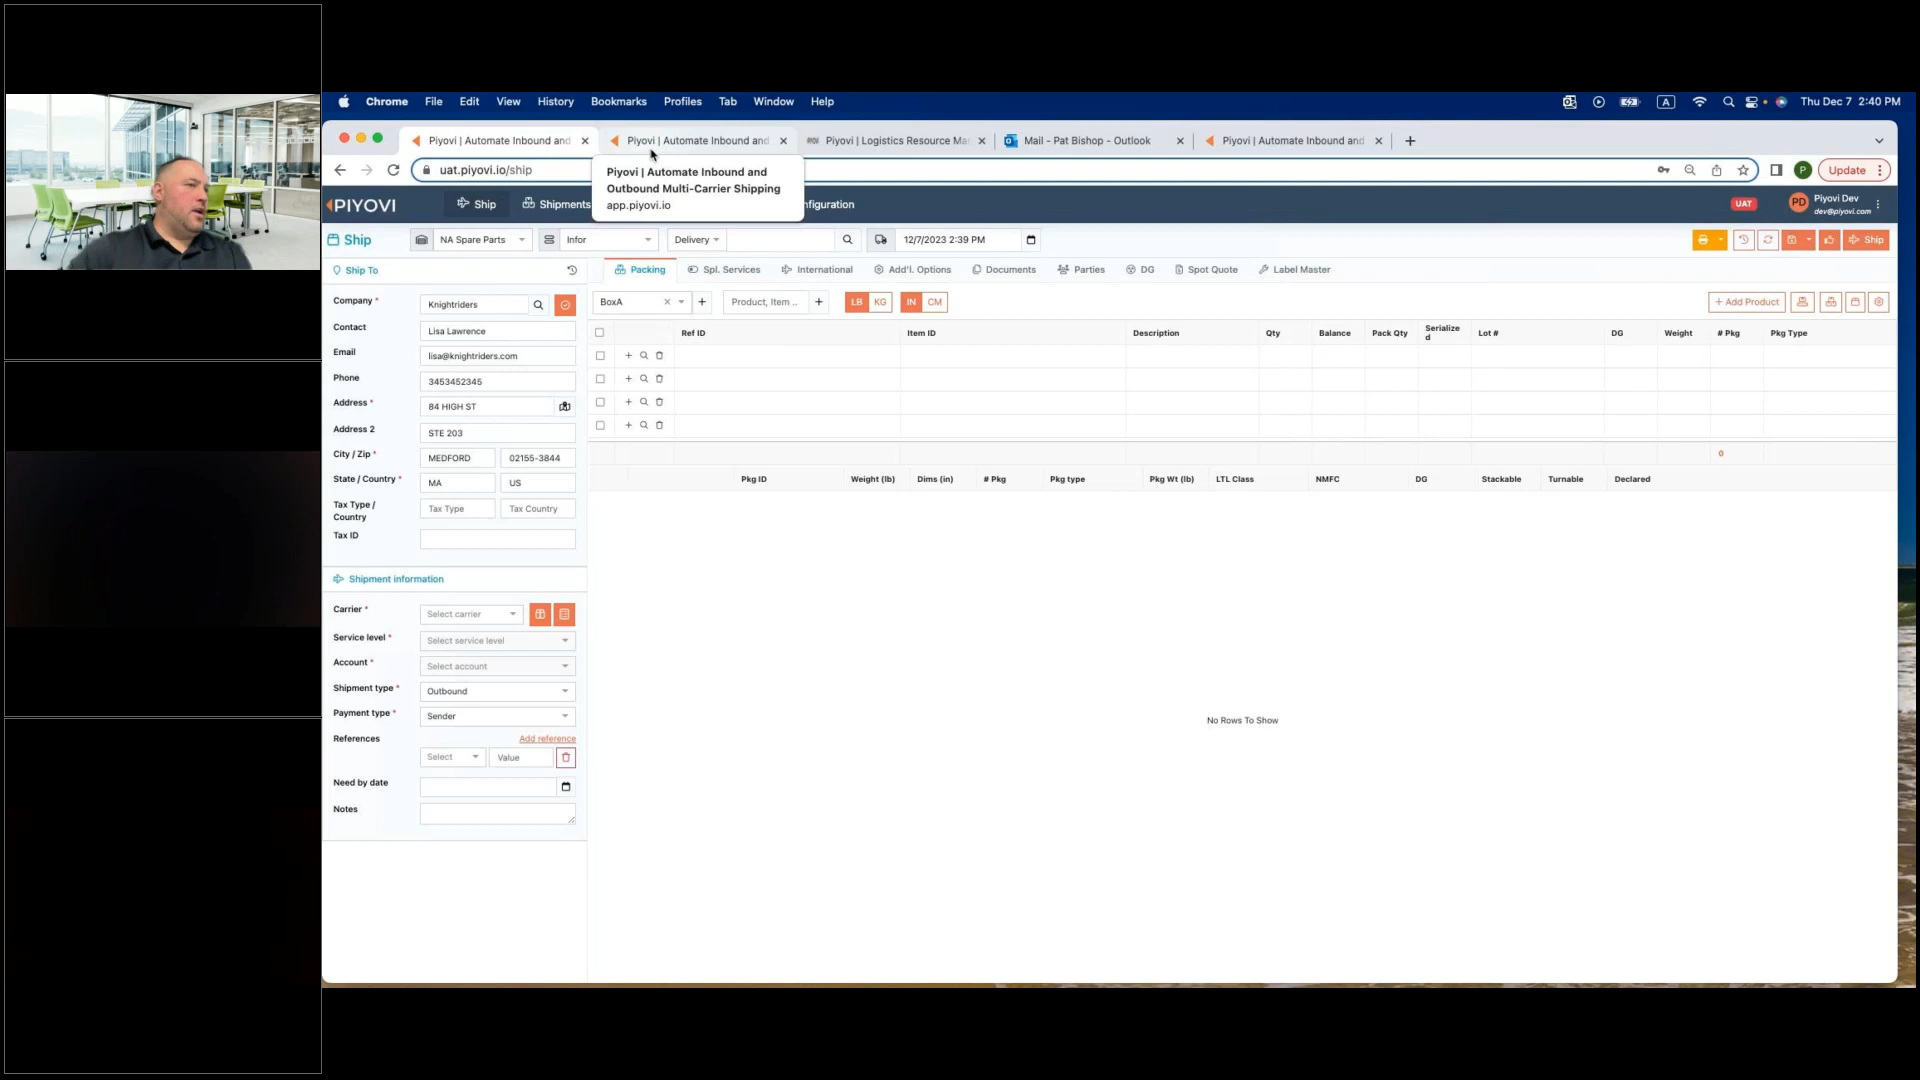 Chrome File Edit View History Bookmarks Profiles Tab Window Help
A
Thu Dec 7 2:40 PM
Piyovi | Automate Inbound and
Piyovi | Automate Inbound and
Piyovi | Logistics Resource Ma
Mail - Pat Bishop - Outlook
Piyovi | Automate Inbound and
uat.piyovi.io/ship
P
Update
Piyovi | Automate Inbound and
Outbound Multi-Carrier Shipping
app.piyovi.io
PIYOVI
Ship
Shipments
nfiguration
UAT
PD
Piyovi Dev
dev@piyovi.com
Ship
NA Spare Parts
Infor
Delivery
12/7/2023 2:39 PM
Ship
Ship To
Packing
Spl. Services
International
Add'l. Options
Documents
Parties
DG
Spot Quote
Label Master
Company *
Knightriders
Contact
Lisa Lawrence
Email
lisa@knightriders.com
Phone
3453452345
Address *
84 HIGH ST
Address 2
STE 203
City / Zip *
MEDFORD
02155-3844
State / Country *
MA
US
Tax Type /
Country
Tax Type
Tax Country
Tax ID
BoxA
Product, Item ..
LB KG
IN CM
+ Add Product
Ref ID
Item ID
Description
Qty
Balance
Pack Qty
Serialize
d
Lot #
DG
Weight
# Pkg
Pkg Type
0
Pkg ID
Weight (lb)
Dims (in)
# Pkg
Pkg type
Pkg Wt (lb)
LTL Class
NMFC
DG
Stackable
Turnable
Declared
No Rows To Show
Shipment information
Carrier *
Select carrier
Service level *
Select service level
Account *
Select account
Shipment type *
Outbound
Payment type *
Sender
References
Add reference
Select
Value
Need by date
Notes